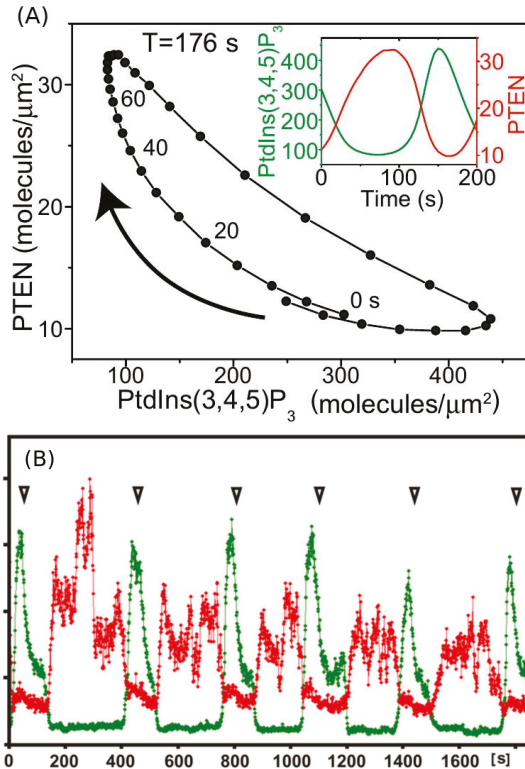 (A)
T=176 s
PTEN (molecules/µm²)
30
20
10
60
40
20
0 s
100
200
300
400
PtdIns(3,4,5)P₃ (molecules/µm²)
PtdIns(3,4,5)P₃
400
300
200
100
0
100
200
Time (s)
30
20
10
PTEN
(B)
0
200
400
600
800
1000
1200
1400
1600
[s]